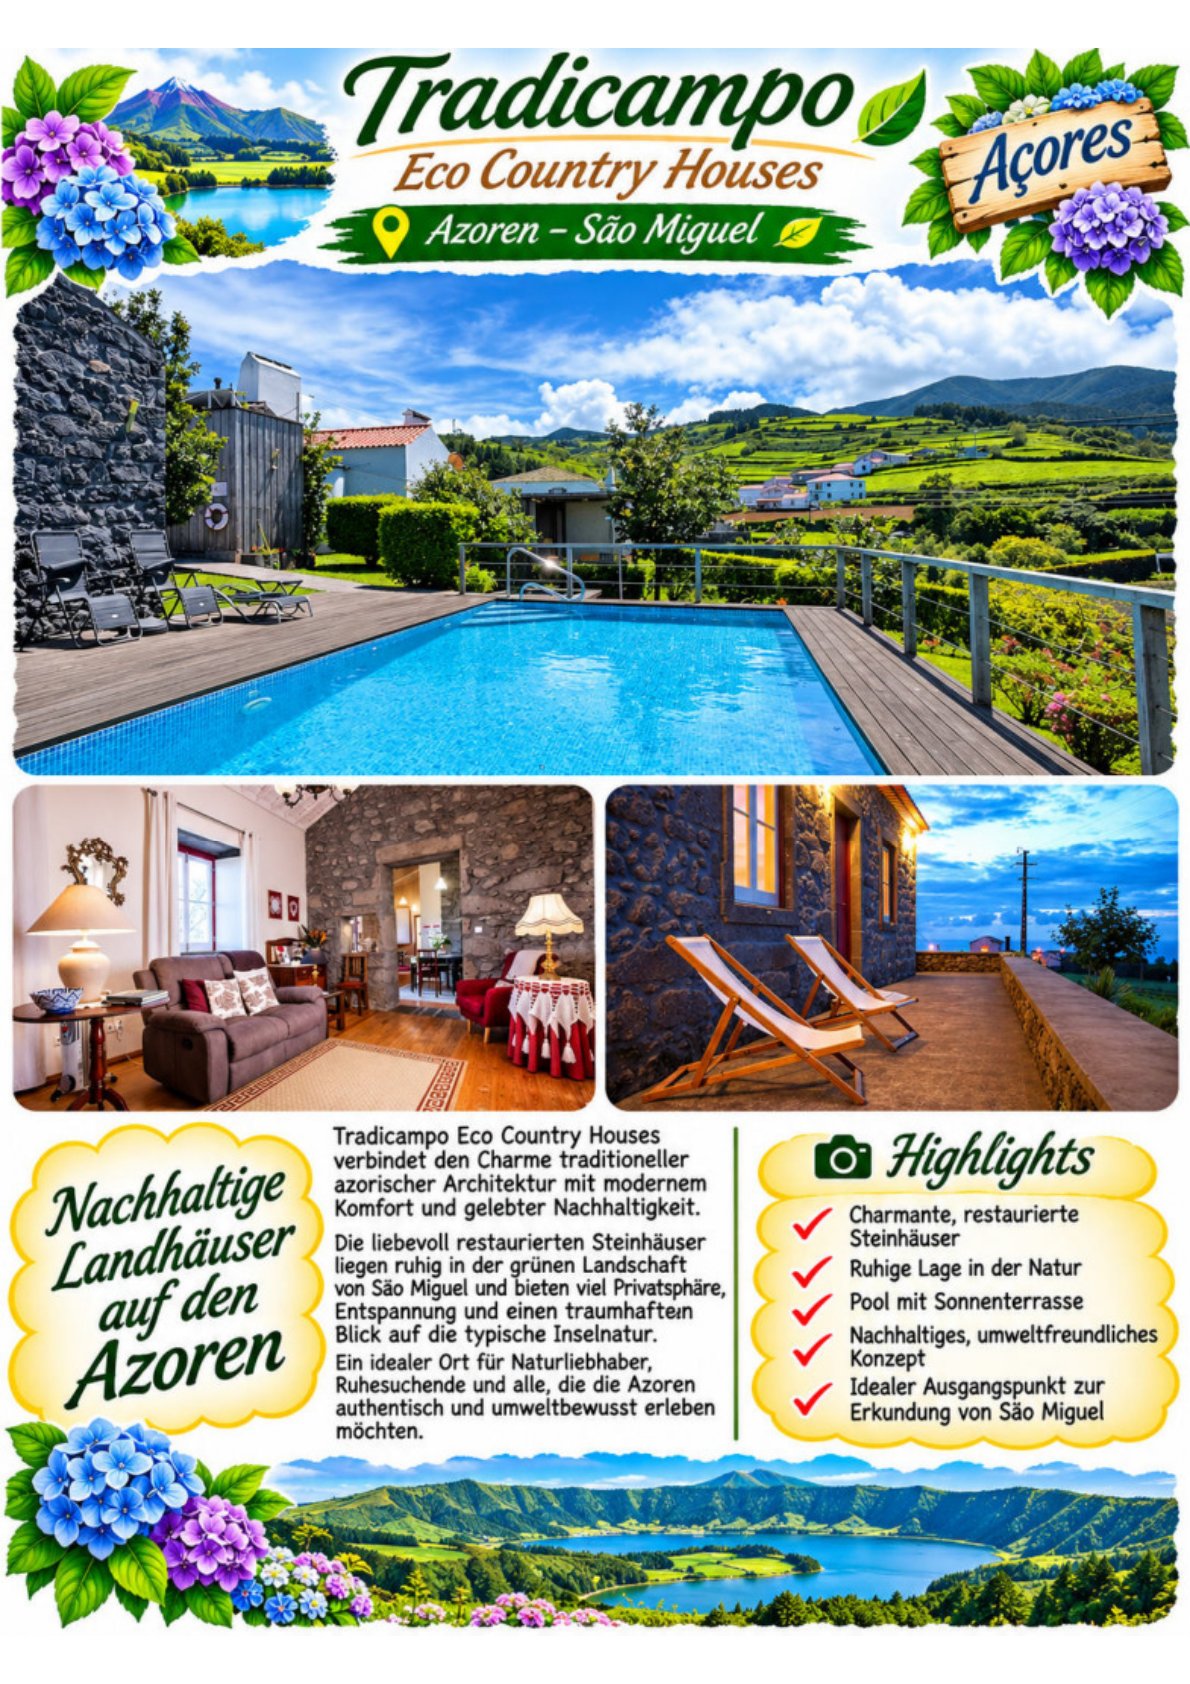 Tradicampo
Eco Country Houses
Azoren – São Miguel
Açores
Nachhaltige
Landhäuser
auf den
Azoren
Tradicampo Eco Country Houses
verbindet den Charme traditioneller
azorischer Architektur mit modernem
Komfort und gelebter Nachhaltigkeit.
Die liebevoll restaurierten Steinhäuser
liegen ruhig in der grünen Landschaft
von São Miguel und bieten viel Privatsphäre,
Entspannung und einen traumhaften
Blick auf die typische Inselnatur.
Ein idealer Ort für Naturliebhaber,
Ruhesuchende und alle, die die Azoren
authentisch und umweltbewusst erleben
möchten.
Highlights
Charmante, restaurierte
Steinhäuser
Ruhige Lage in der Natur
Pool mit Sonnenterrasse
Nachhaltiges, umweltfreundliches
Konzept
Idealer Ausgangspunkt zur
Erkundung von São Miguel